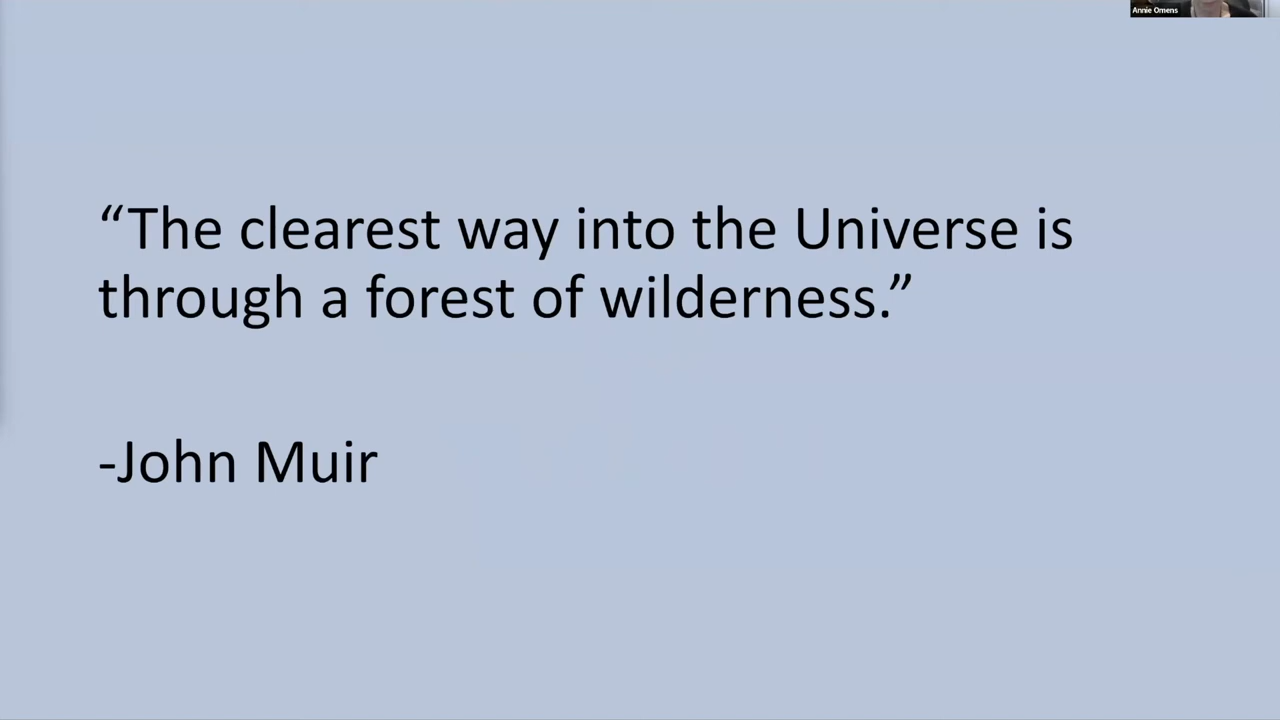 Annie Omens
“The clearest way into the Universe is
through a forest of wilderness.”
-John Muir